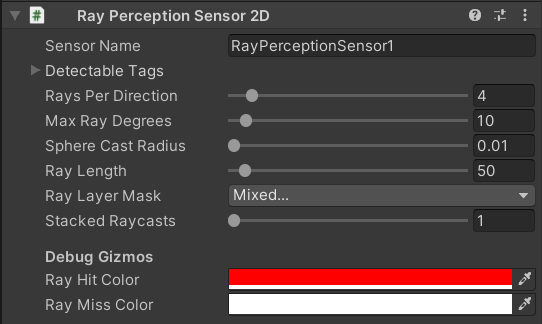 Ray Perception Sensor 2D
Sensor Name RayPerceptionSensor1
Detectable Tags
Rays Per Direction 4
Max Ray Degrees 10
Sphere Cast Radius 0.01
Ray Length 50
Ray Layer Mask Mixed...
Stacked Raycasts 1
Debug Gizmos
Ray Hit Color
Ray Miss Color